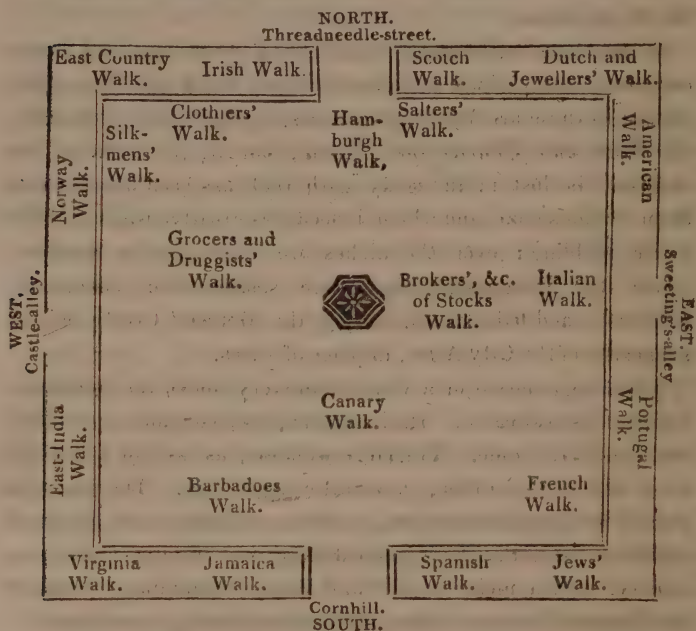 NORTH.
Threadneedle-street.
East Country
Walk.
Irish Walk.
Scotch
Walk.
Dutch and
Jewellers' Walk.
Clothiers'
Walk.
Silk-
mens'
Walk.
Ham-
burgh
Walk,
Salters'
Walk.
American
Walk.
Norway
Walk.
Grocers and
Druggists'
Walk.
Brokers', &c.
of Stocks
Walk.
Italian
Walk.
WEST.
Castle-alley.
EAST.
Sweeting's-alley
Canary
Walk.
East-India
Walk.
Portugal
Walk.
Barbadoes
Walk.
French
Walk.
Virginia
Walk.
Jamaica
Walk.
Spanish
Walk.
Jews'
Walk.
Cornhill.
SOUTH.